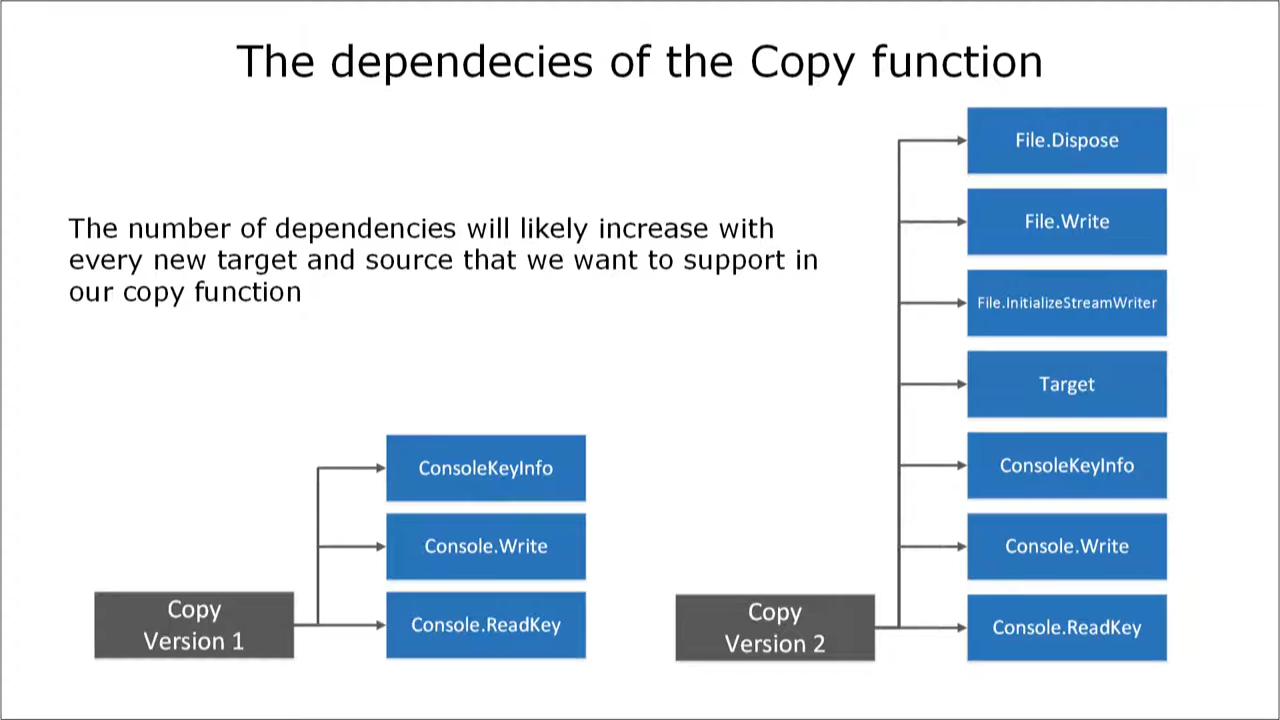 The dependecies of the Copy function
The number of dependencies will likely increase with
every new target and source that we want to support in
our copy function
ConsoleKeyInfo
Console.Write
Copy
Version 1
Console.ReadKey
File.Dispose
File.Write
File.InitializeStreamWriter
Target
ConsoleKeyInfo
Console.Write
Copy
Version 2
Console.ReadKey